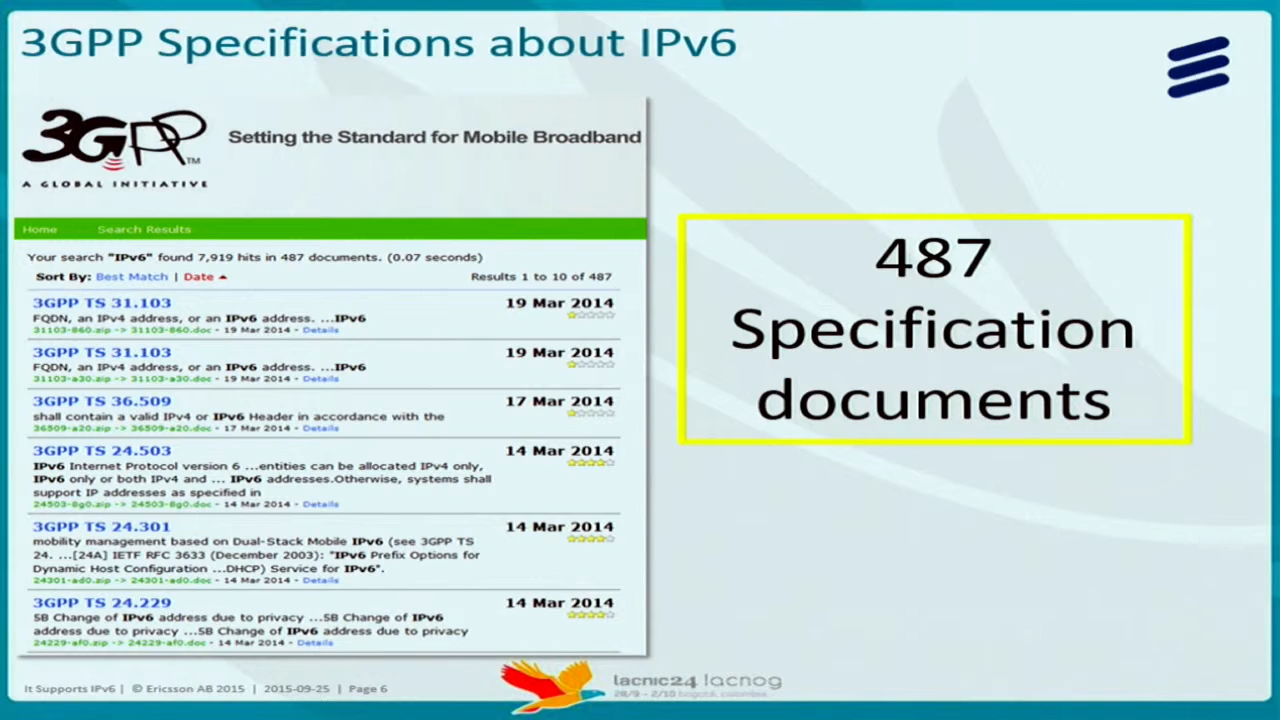 3GPP Specifications about IPv6
3GPP TM
A GLOBAL INITIATIVE
Setting the Standard for Mobile Broadband
Home Search Results
Your search "IPv6" found 7,919 hits in 487 documents. (0.07 seconds)
Sort By: Best Match | Date Results 1 to 10 of 487
3GPP TS 31.103 19 Mar 2014
FQDN, an IPv4 address, or an IPv6 address. ...IPv6
31103-860.zip -> 31103-860.doc - 19 Mar 2014 - Details
3GPP TS 31.103 19 Mar 2014
FQDN, an IPv4 address, or an IPv6 address. ...IPv6
31103-a30.zip -> 31103-a30.doc - 19 Mar 2014 - Details
3GPP TS 36.509 17 Mar 2014
shall contain a valid IPv4 or IPv6 Header in accordance with the
36509-a20.zip -> 36509-a20.doc - 17 Mar 2014 - Details
3GPP TS 24.503 14 Mar 2014
IPv6 Internet Protocol version 6 ...entities can be allocated IPv4 only,
IPv6 only or both IPv4 and ... IPv6 addresses.Otherwise, systems shall
support IP addresses as specified in
24503-8g0.zip -> 24503-8g0.doc - 14 Mar 2014 - Details
3GPP TS 24.301 14 Mar 2014
mobility management based on Dual-Stack Mobile IPv6 (see 3GPP TS
24. ...[24A] IETF RFC 3633 (December 2003): "IPv6 Prefix Options for
Dynamic Host Configuration ...DHCP) Service for IPv6".
24301-ad0.zip -> 24301-ad0.doc - 14 Mar 2014 - Details
3GPP TS 24.229 14 Mar 2014
5B Change of IPv6 address due to privacy ...5B Change of IPv6
address due to privacy ...5B Change of IPv6 address due to privacy
24229-af0.zip -> 24229-af0.doc - 14 Mar 2014 - Details
487
Specification
documents
It Supports IPv6 | © Ericsson AB 2015 | 2015-09-25 | Page 6
lacnic24 lacnog
28/9 - 2/10 bogotá, colombia